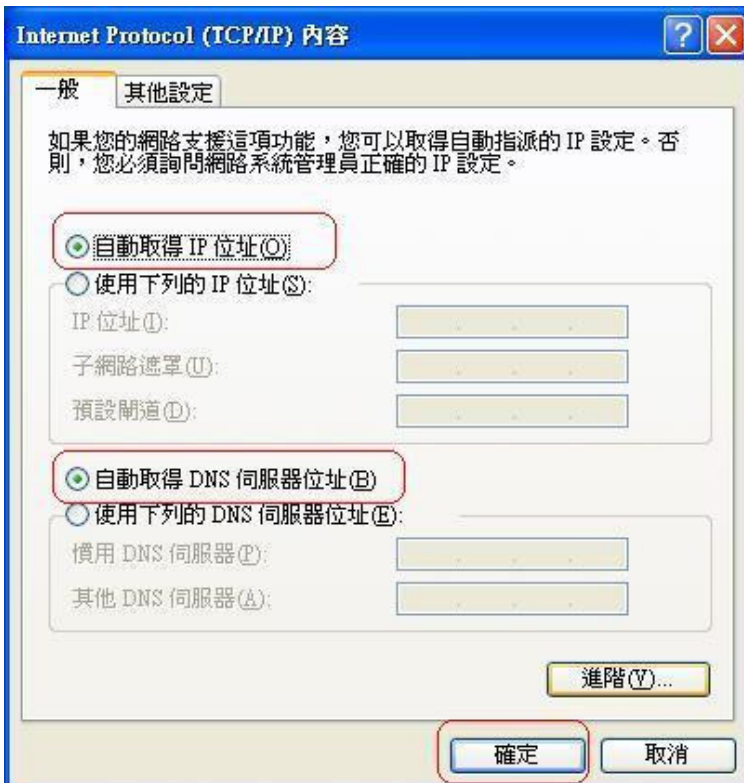 Internet Protocol (TCP/IP) 內容
一般 其他設定
如果您的網路支援這項功能，您可以取得自動指派的 IP 設定。否
則，您必須詢問網路系統管理員正確的 IP 設定。
自動取得 IP 位址(O)
使用下列的 IP 位址(S):
IP 位址(I):
子網路遮罩(U):
預設閘道(D):
自動取得 DNS 伺服器位址(B)
使用下列的 DNS 伺服器位址(E):
慣用 DNS 伺服器(P):
其他 DNS 伺服器(A):
進階(V)...
確定 取消